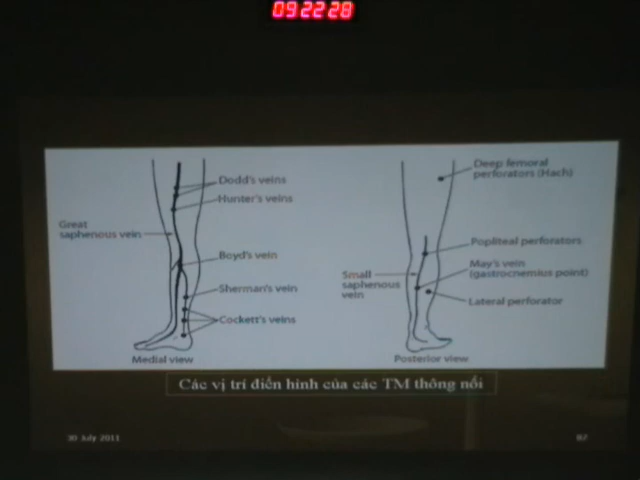 09:22:28
Dodd's veins
Hunter's veins
Great
saphenous vein
Boyd's vein
Sherman's vein
Cockett's veins
Medial view
Deep femoral
perforators (Hach)
Popliteal perforators
May's vein
(gastrocnemius point)
Small
saphenous
vein
Lateral perforator
Posterior view
Các vị trí điển hình của các TM thông nối
30 July 2011